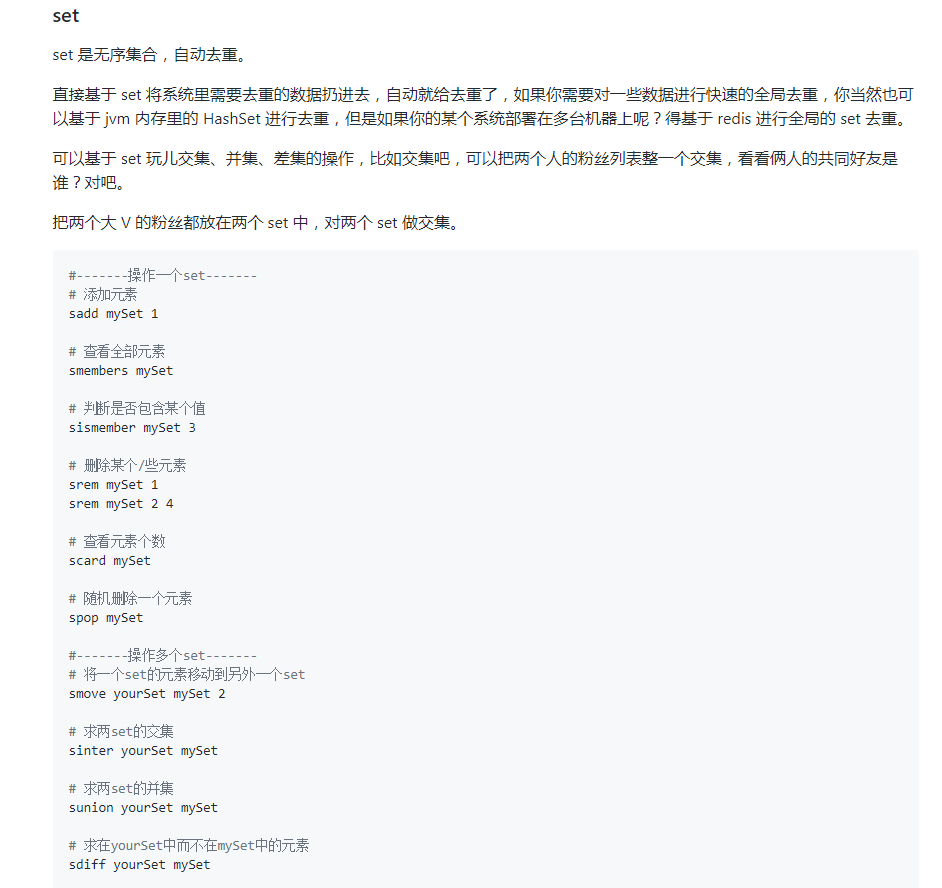 set
set 是无序集合，自动去重。
直接基于 set 将系统里需要去重的数据扔进去，自动就给去重了，如果你需要对一些数据进行快速的全局去重，你当然也可
以基于 jvm 内存里的 HashSet 进行去重，但是如果你的某个系统部署在多台机器上呢？得基于 redis 进行全局的 set 去重。
可以基于 set 玩儿交集、并集、差集的操作，比如交集吧，可以把两个人的粉丝列表整一个交集，看看俩人的共同好友是
谁？对吧。
把两个大 V 的粉丝都放在两个 set 中，对两个 set 做交集。
#-------操作一个set-------
# 添加元素
sadd mySet 1
# 查看全部元素
smembers mySet
# 判断是否包含某个值
sismember mySet 3
# 删除某个/些元素
srem mySet 1
srem mySet 2 4
# 查看元素个数
scard mySet
# 随机删除一个元素
spop mySet
#-------操作多个set-------
# 将一个set的元素移动到另外一个set
smove yourSet mySet 2
# 求两set的交集
sinter yourSet mySet
# 求两set的并集
sunion yourSet mySet
# 求在yourSet中而不在mySet中的元素
sdiff yourSet mySet